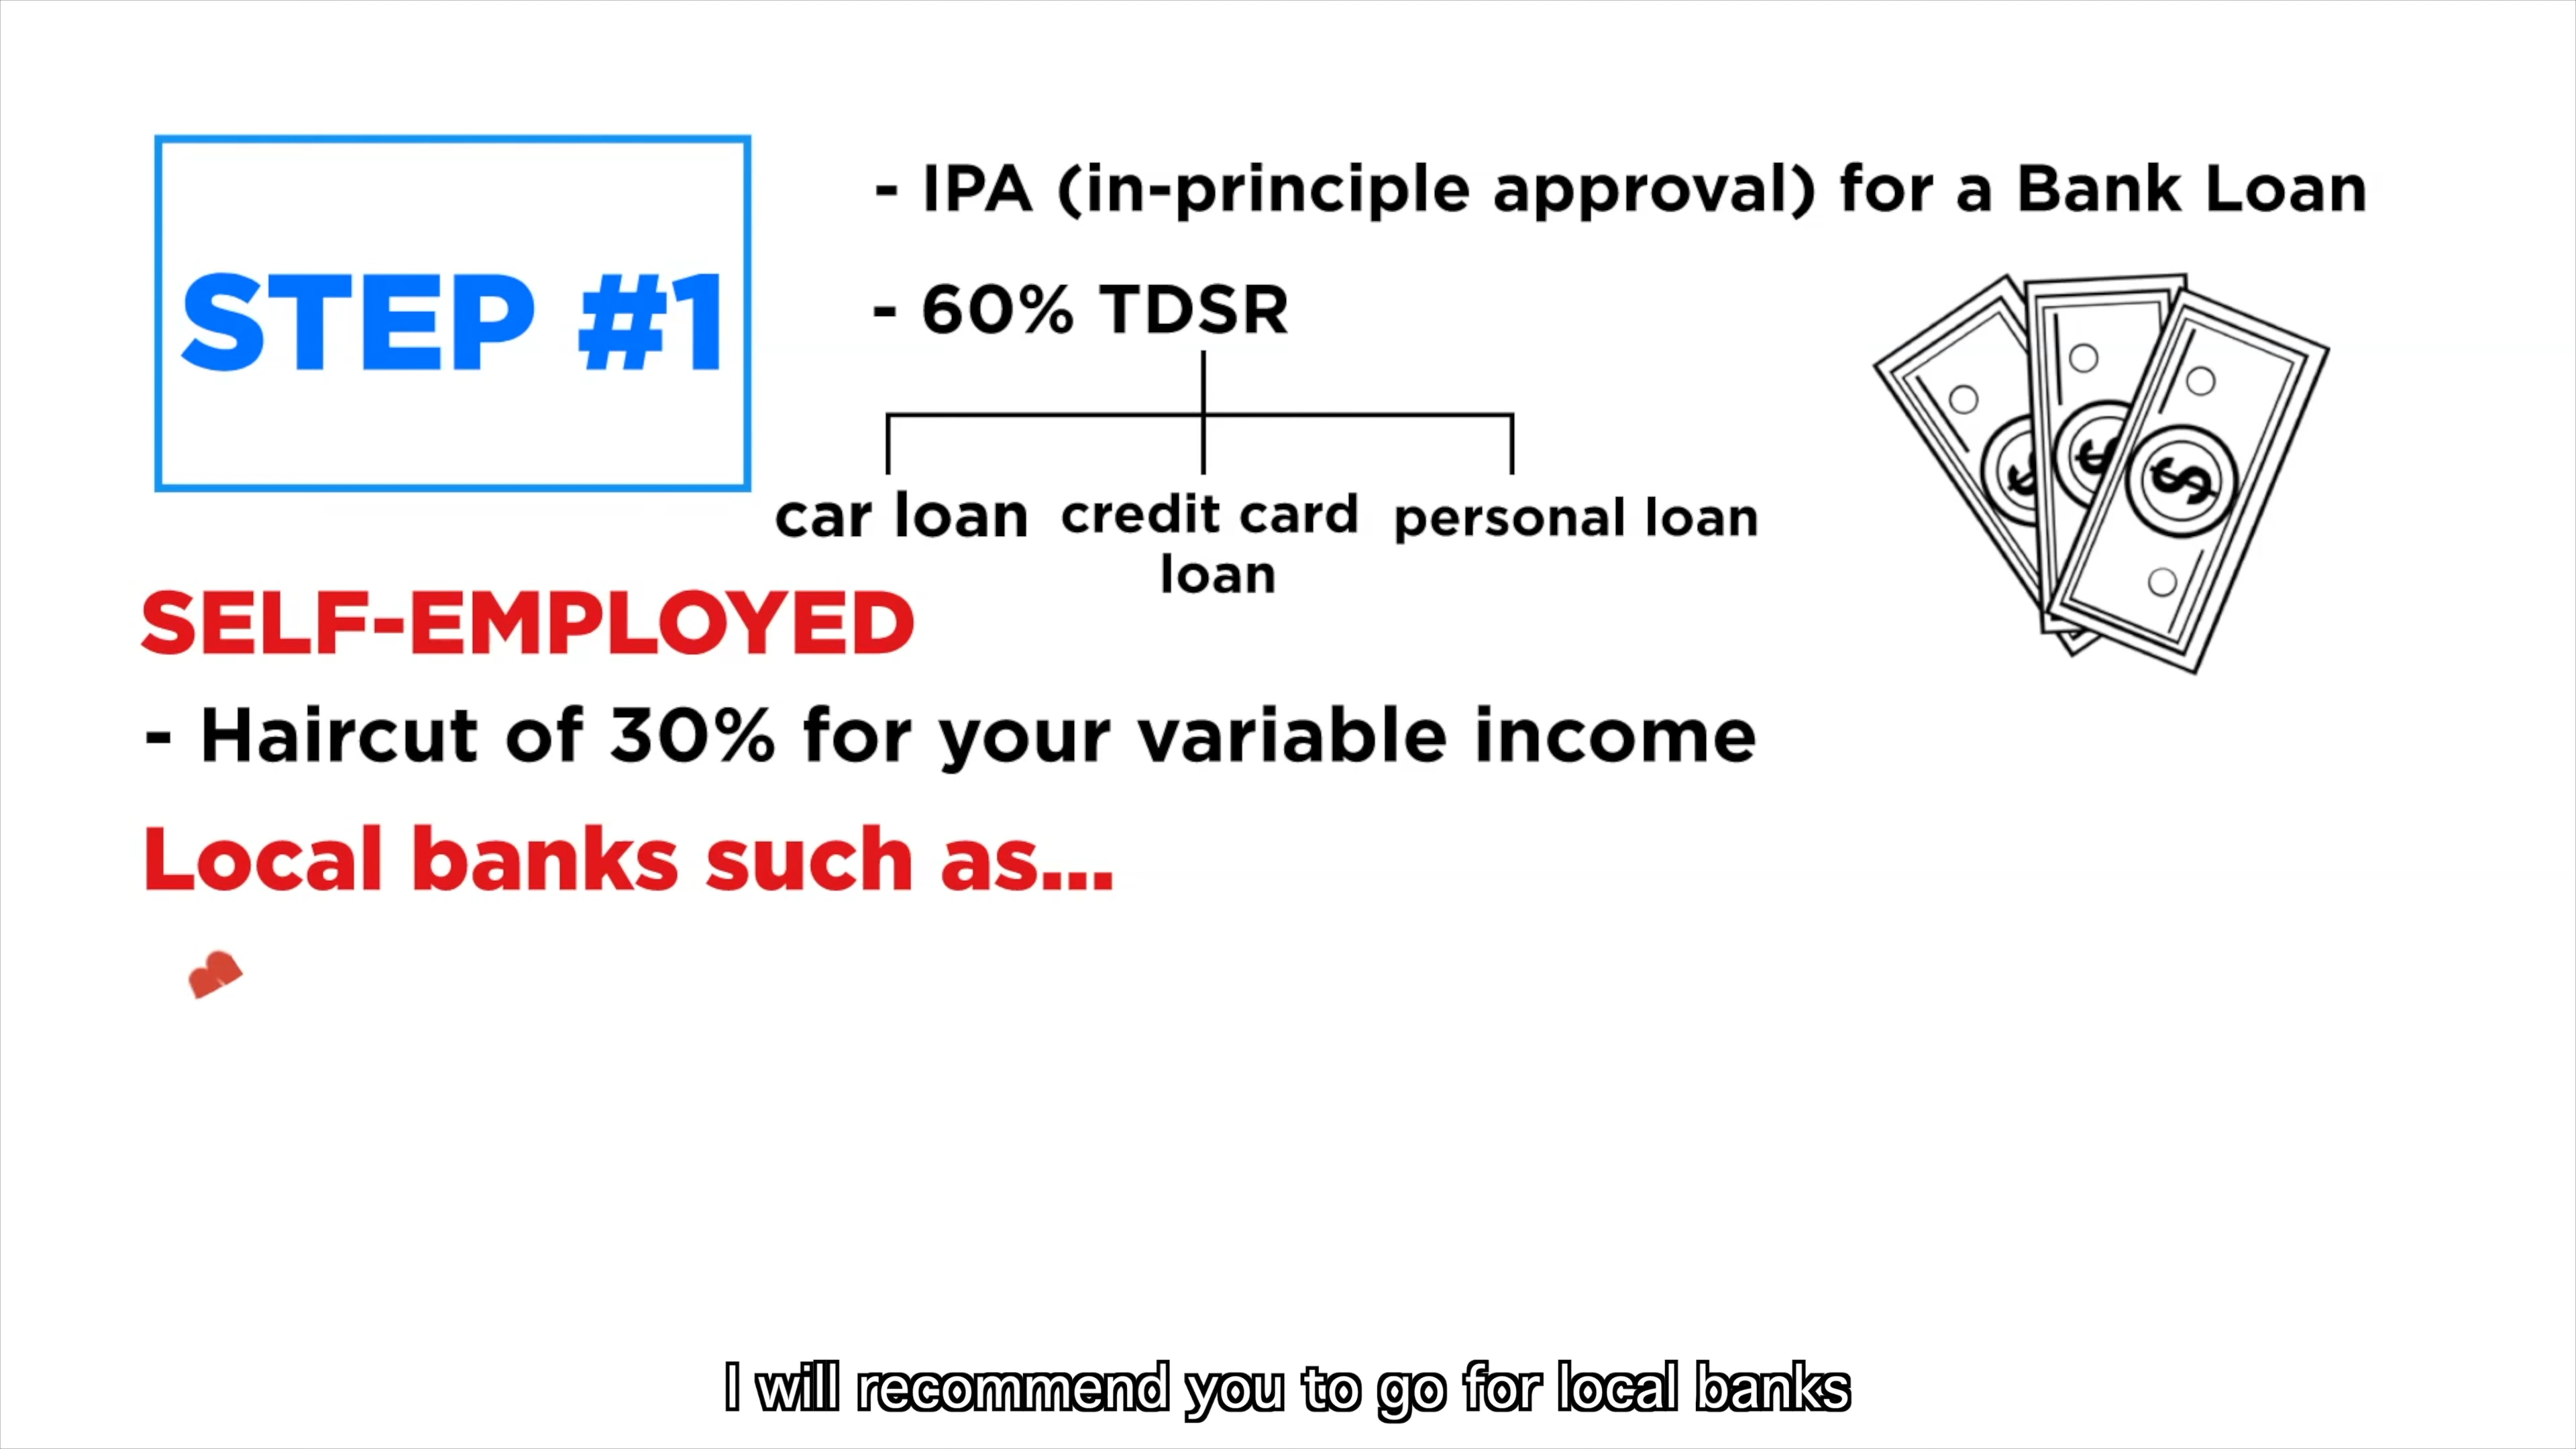 STEP #1
- IPA (in-principle approval) for a Bank Loan
- 60% TDSR
car loan
credit card
loan
personal loan
SELF-EMPLOYED
- Haircut of 30% for your variable income
Local banks such as...
I will recommend you to go for local banks